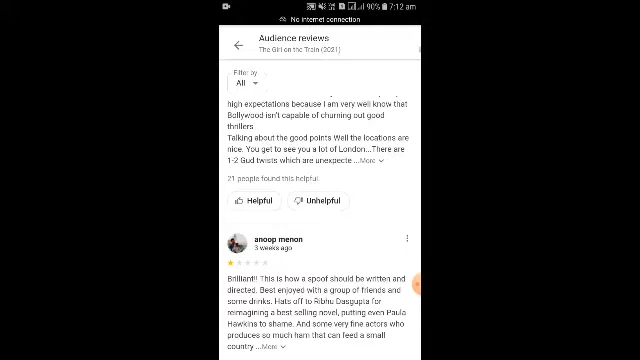 90% 7:12 am
No internet connection
Audience reviews
The Girl on the Train (2021)
Filter by
All
high expectations because I am very well know that
Bollywood isn't capable of churning out good
thrillers
Talking about the good points Well the locations are
nice. You get to see you a lot of London...There are
1-2 Gud twists which are unexpecte ...More
21 people found this helpful.
Helpful Unhelpful
anoop menon
3 weeks ago
Brilliant!! This is how a spoof should be written and
directed. Best enjoyed with a group of friends and
some drinks. Hats off to Ribhu Dasgupta for
reimagining a best selling novel, putting even Paula
Hawkins to shame. And some very fine actors who
produces so much ham that can feed a small
country ...More